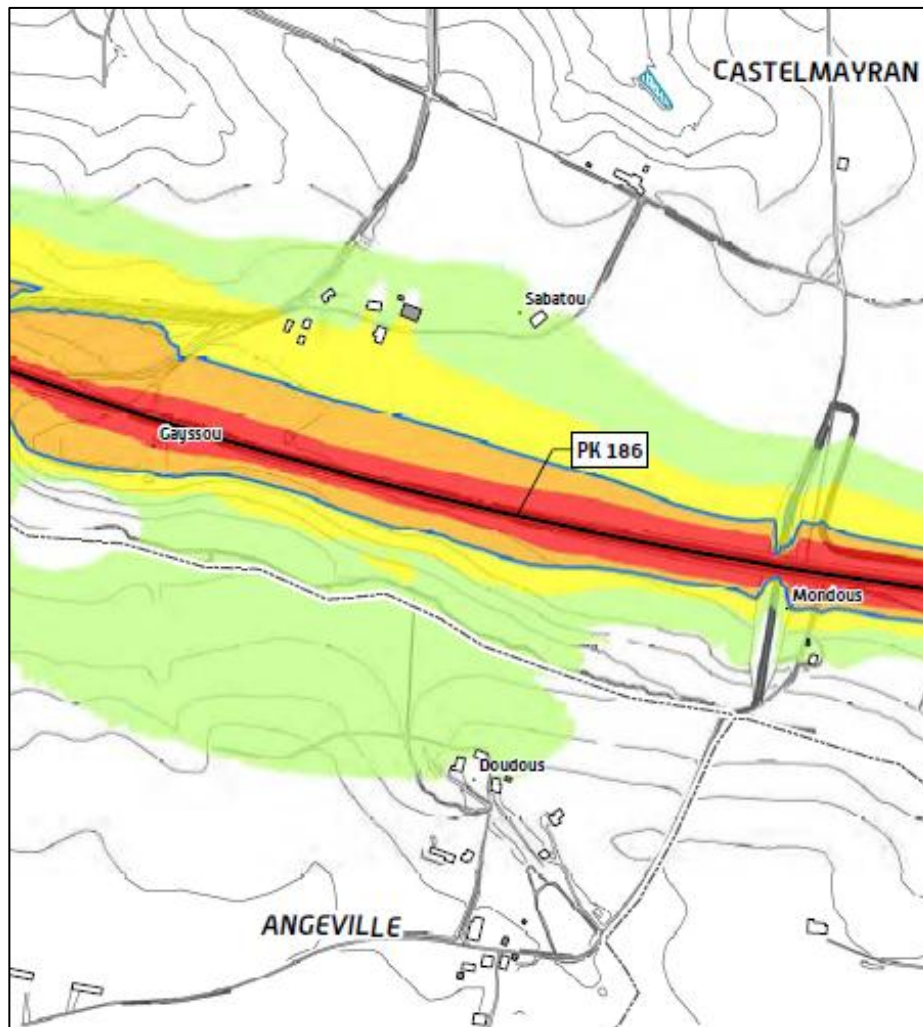 CASTELMAYRAN
Sabatou
Gayssou
PK 186
Mondous
Doudous
ANGEVILLE